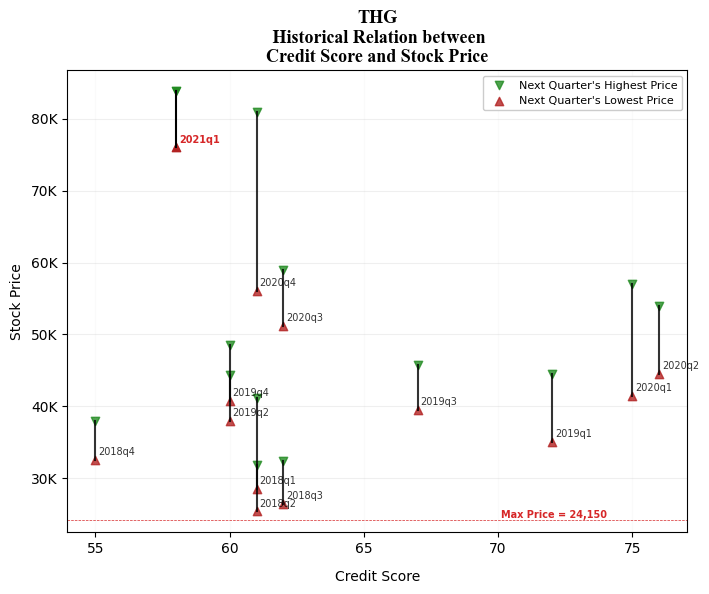 THG
Historical Relation between
Credit Score and Stock Price
Next Quarter's Highest Price
Next Quarter's Lowest Price
80K
70K
60K
50K
40K
30K
Stock Price
2021q1
2020q4
2020q3
2020q2
2020q1
2019q4
2019q3
2019q2
2019q1
2018q4
2018q1
2018q3
2018q2
Max Price = 24,150
55
60
65
70
75
Credit Score